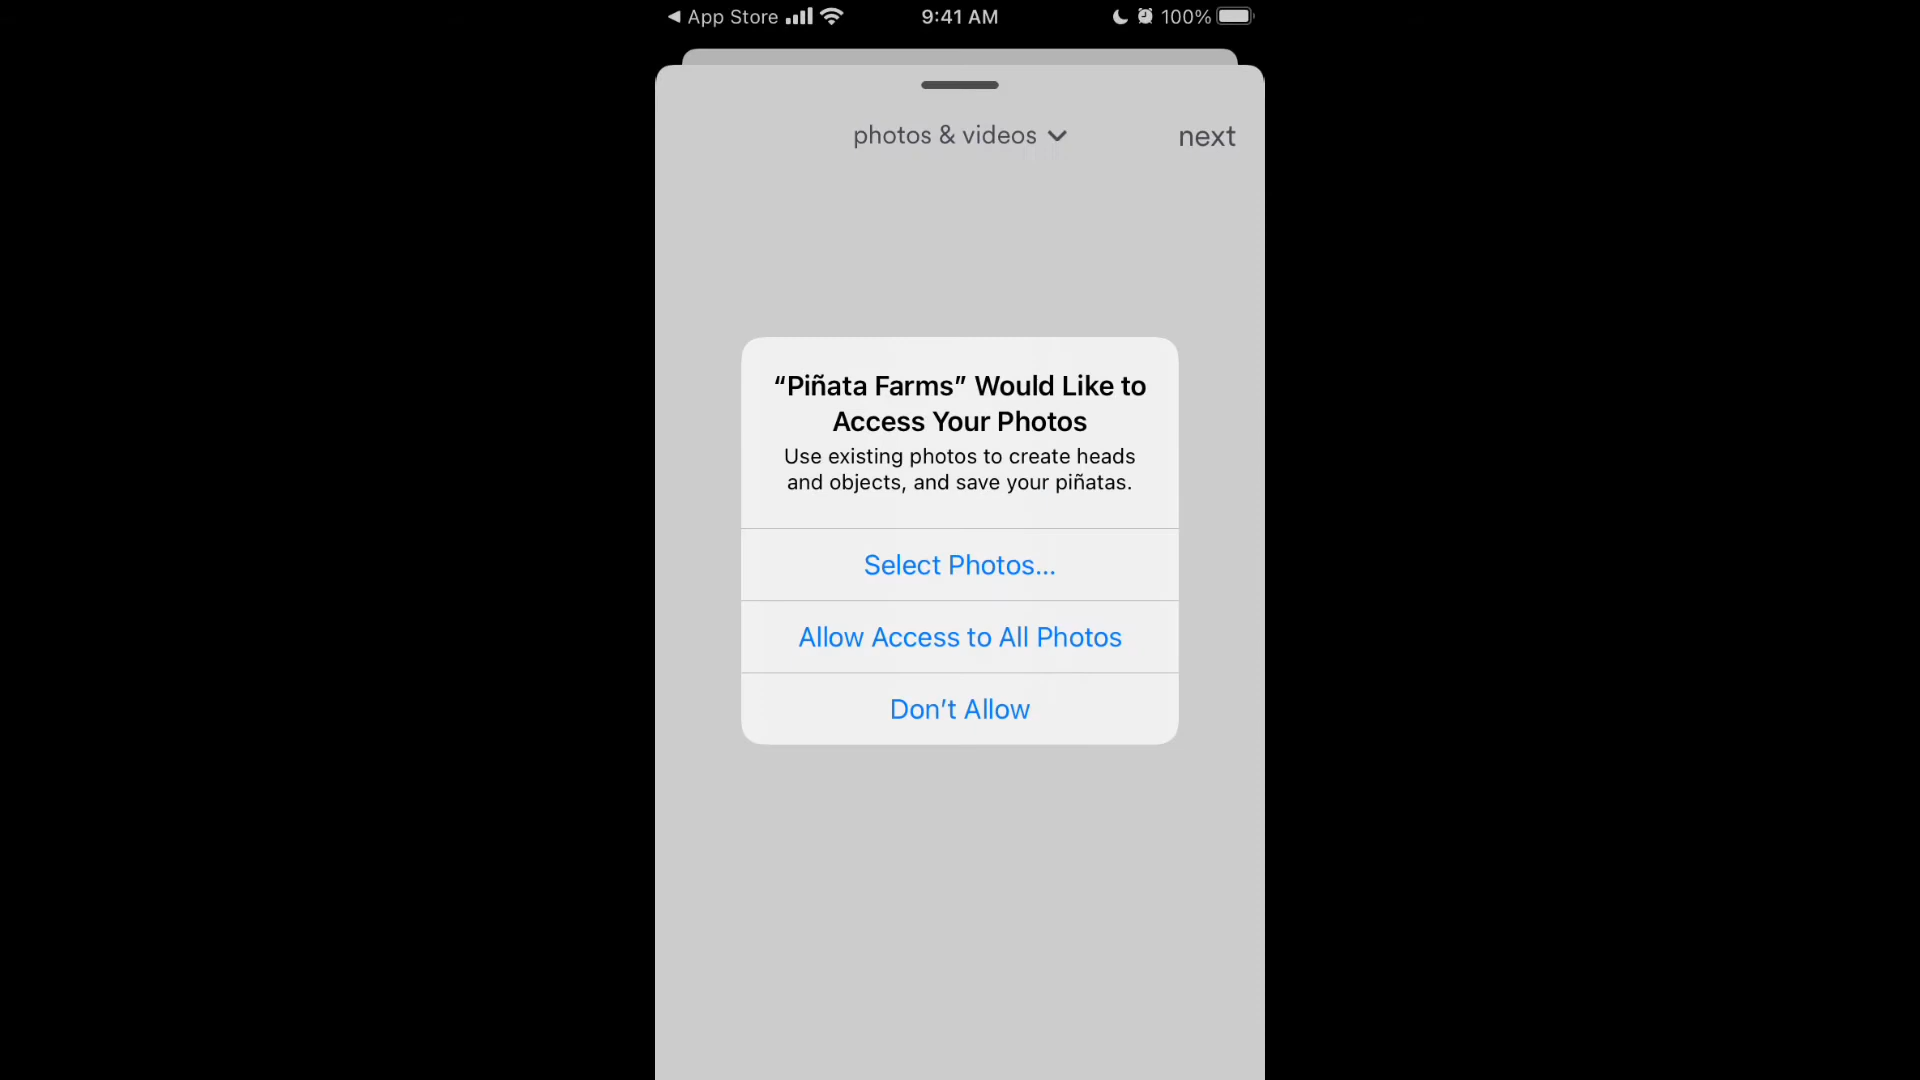 App Store
9:41 AM
100%
photos & videos
next
“Piñata Farms” Would Like to
Access Your Photos
Use existing photos to create heads
and objects, and save your piñatas.
Select Photos...
Allow Access to All Photos
Don’t Allow